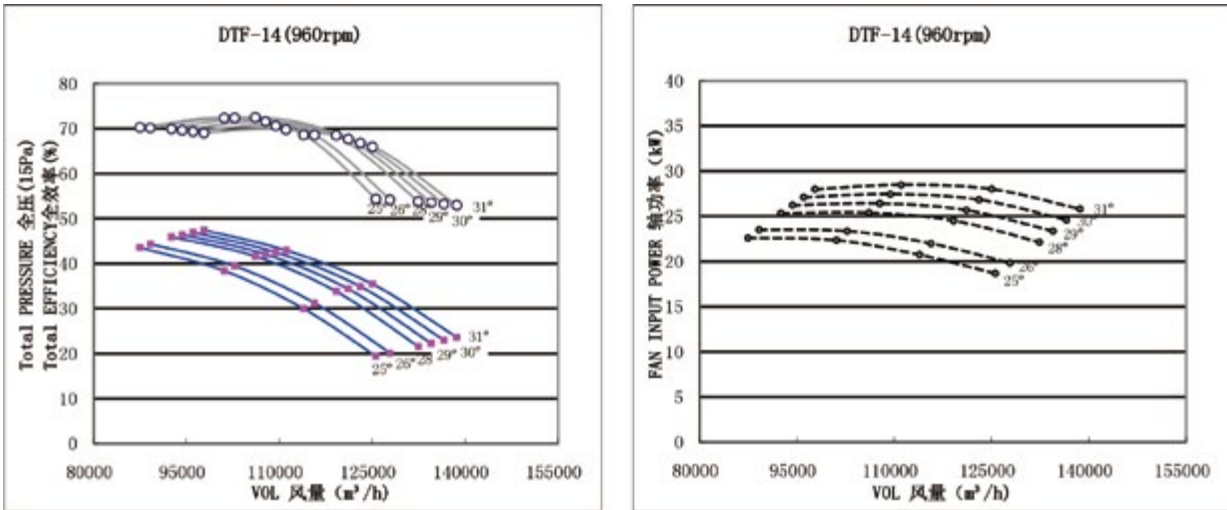 DTF-14(960rpm)
Total PRESSURE 全压(15Pa)
Total EFFICIENCY全效率(%)
80
70
60
50
40
30
20
10
0
25° 26° 28° 29° 30° 31°
25° 26° 28 29° 30° 31°
80000 95000 110000 125000 140000 155000
VOL 风量 (m³/h)
DTF-14(960rpm)
FAN INPUT POWER 轴功率 (kW)
40
35
30
25
20
15
10
5
0
31°
30°
29°
28°
26°
25°
80000 95000 110000 125000 140000 155000
VOL 风量 (m³/h)